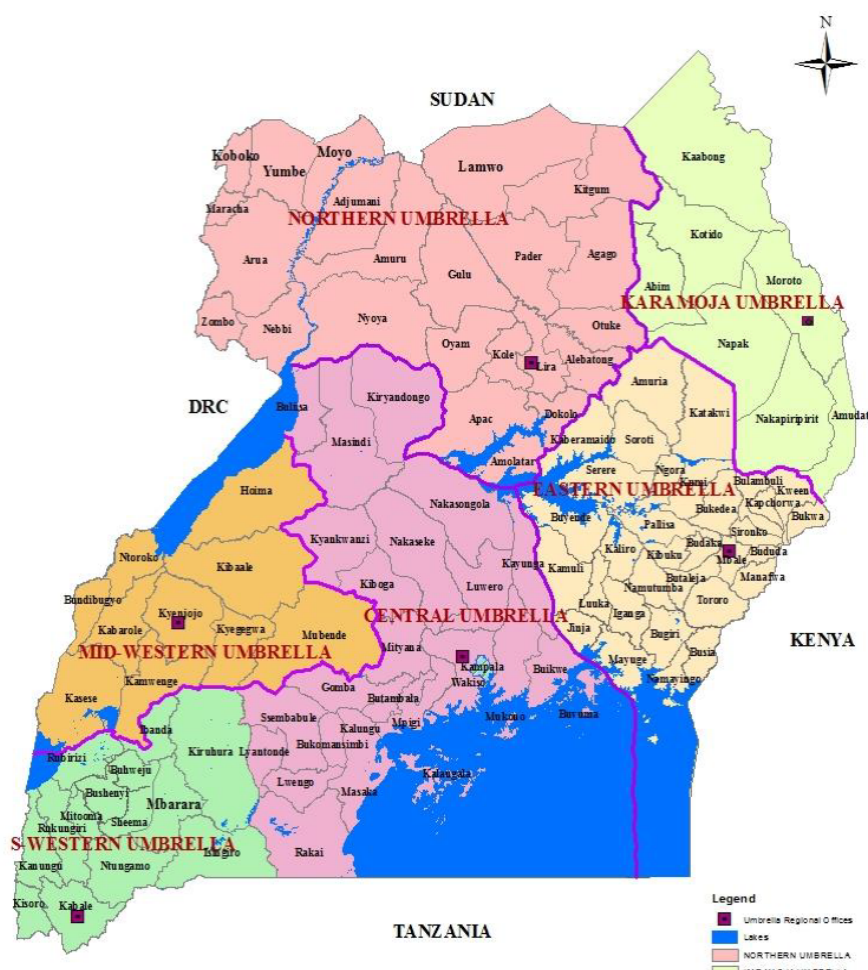 N
SUDAN
Kaabong
Koboko
Yumbe
Moyo
Lamwo
Kitgum
Maracha
Adjumani
NORTHERN UMBRELLA
Kotido
Arua
Amuru
Gulu
Pader
Agago
Abim
Moroto
KARAMOJA UMBRELLA
Zombo
Nebbi
Nyoya
Oyam
Kole
Lira
Otuke
Alebatong
Napak
Amuria
Katakwi
Nakapiripirit
Amudat
DRC
Buliisa
Kiryandongo
Masindi
Apac
Dokolo
Kaberamaido
Soroti
Amolatar
Serere
Ngora
Kumi
Bulambuli
Kween
EASTERN UMBRELLA
Bukedea
Kapchorwa
Bukwa
Hoima
Nakasongola
Buyende
Pallisa
Sironko
Ntoroko
Kyankwanzi
Nakaseke
Kayunga
Kaliro
Kibuku
Budaka
Mbale
Bududa
Kibaale
Kiboga
Luwero
Kamuli
Namutumba
Butaleja
Manafwa
Bundibugyo
Kyenjojo
Luuka
Iganga
Tororo
Kabarole
Kyegegwa
Mubende
CENTRAL UMBRELLA
Jinja
Bugiri
KENYA
MID-WESTERN UMBRELLA
Mityana
Kampala
Wakiso
Buikwe
Mayuge
Busia
Kasese
Kamwenge
Gomba
Butambala
Namayingo
Ibanda
Ssembabule
Kalungu
Mpigi
Mukono
Buvuma
Rubiriri
Kiruhura
Lyantonde
Bukomansimbi
Buhweju
Bushenyi
Mbarara
Lwengo
Masaka
Kalangala
Mitooma
Rukungiri
Sheema
S-WESTERN UMBRELLA
Isingiro
Rakai
Kanungu
Ntungamo
Kisoro
Kabale
TANZANIA
Legend
Umbrella Regional Offices
Lakes
NORTHERN UMBRELLA